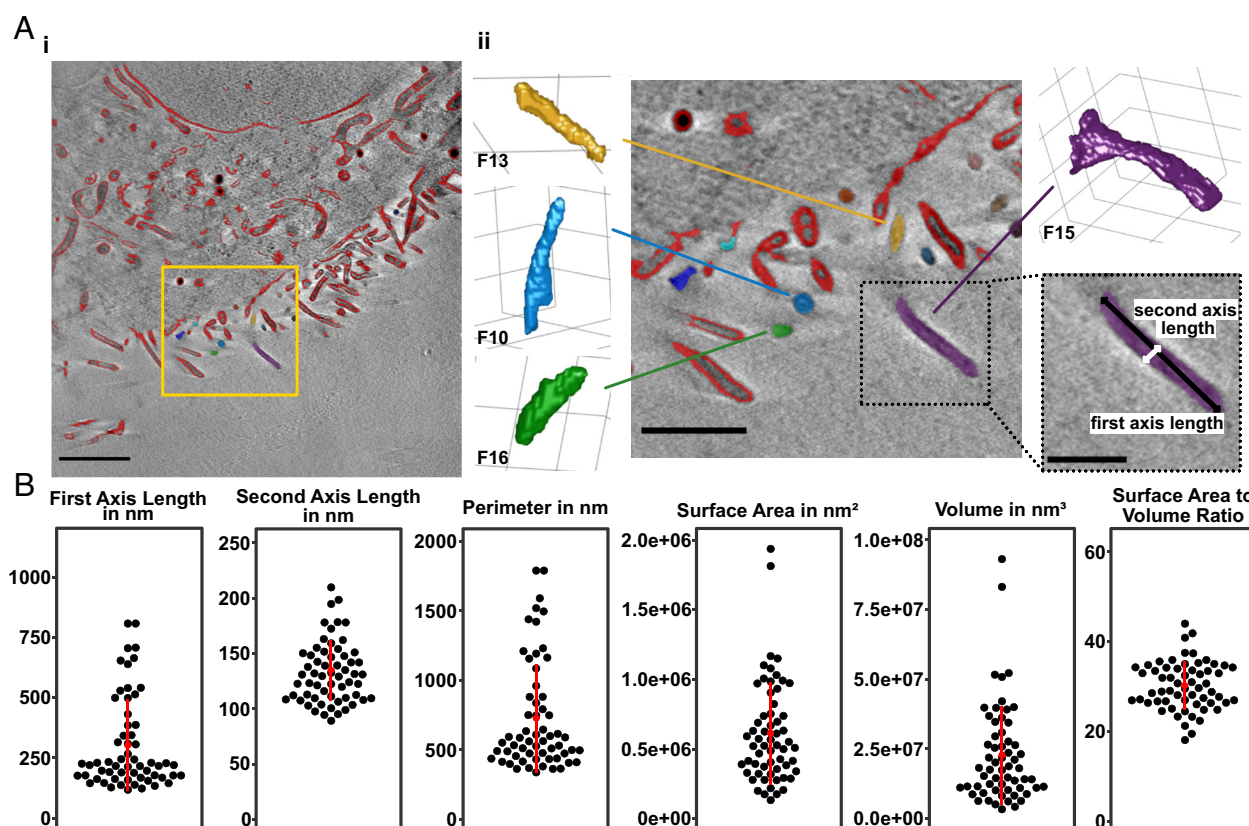 A
i
ii
F13
F10
F16
F15
second axis
length
first axis length
B
First Axis Length
in nm
1000
750
500
250
0
Second Axis Length
in nm
250
200
150
100
50
0
Perimeter in nm
2000
1500
1000
500
0
Surface Area in nm²
2.0e+06
1.5e+06
1.0e+06
0.5e+06
0.0e+00
Volume in nm³
1.0e+08
7.5e+07
5.0e+07
2.5e+07
0.0e+00
Surface Area to
Volume Ratio
60
40
20
0